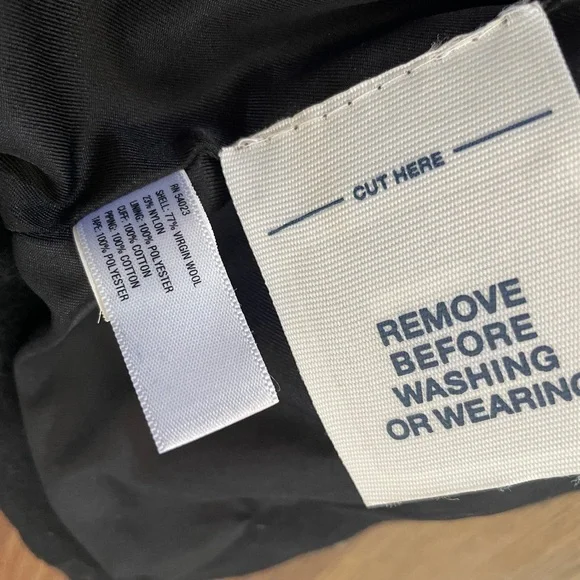 RN 54023
SHELL: 77% VIRGIN WOOL
23% NYLON
LINING: 100% POLYESTER
CUFF: 100% COTTON
PIPING: 100% COTTON
TAPE: 100% POLYESTER
CUT HERE
REMOVE
BEFORE
WASHING
OR WEARING